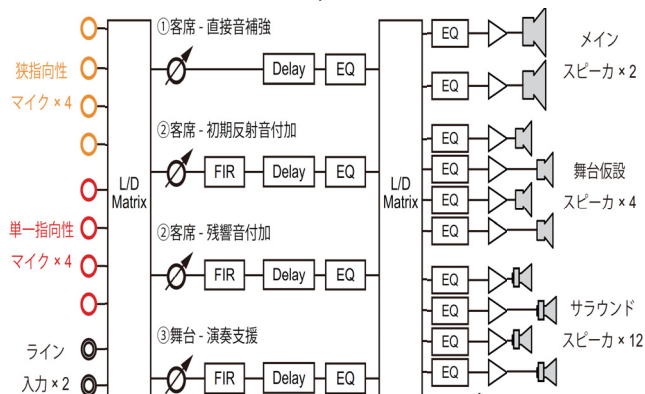 狭指向性
マイク × 4
単一指向性
マイク × 4
ライン
入力 × 2
L/D
Matrix
①客席 - 直接音補強
Delay
EQ
②客席 - 初期反射音付加
FIR
Delay
EQ
②客席 - 残響音付加
FIR
Delay
EQ
③舞台 - 演奏支援
FIR
Delay
EQ
L/D
Matrix
EQ
EQ
メイン
スピーカ × 2
EQ
EQ
EQ
EQ
舞台仮設
スピーカ × 4
EQ
EQ
EQ
EQ
サラウンド
スピーカ × 12